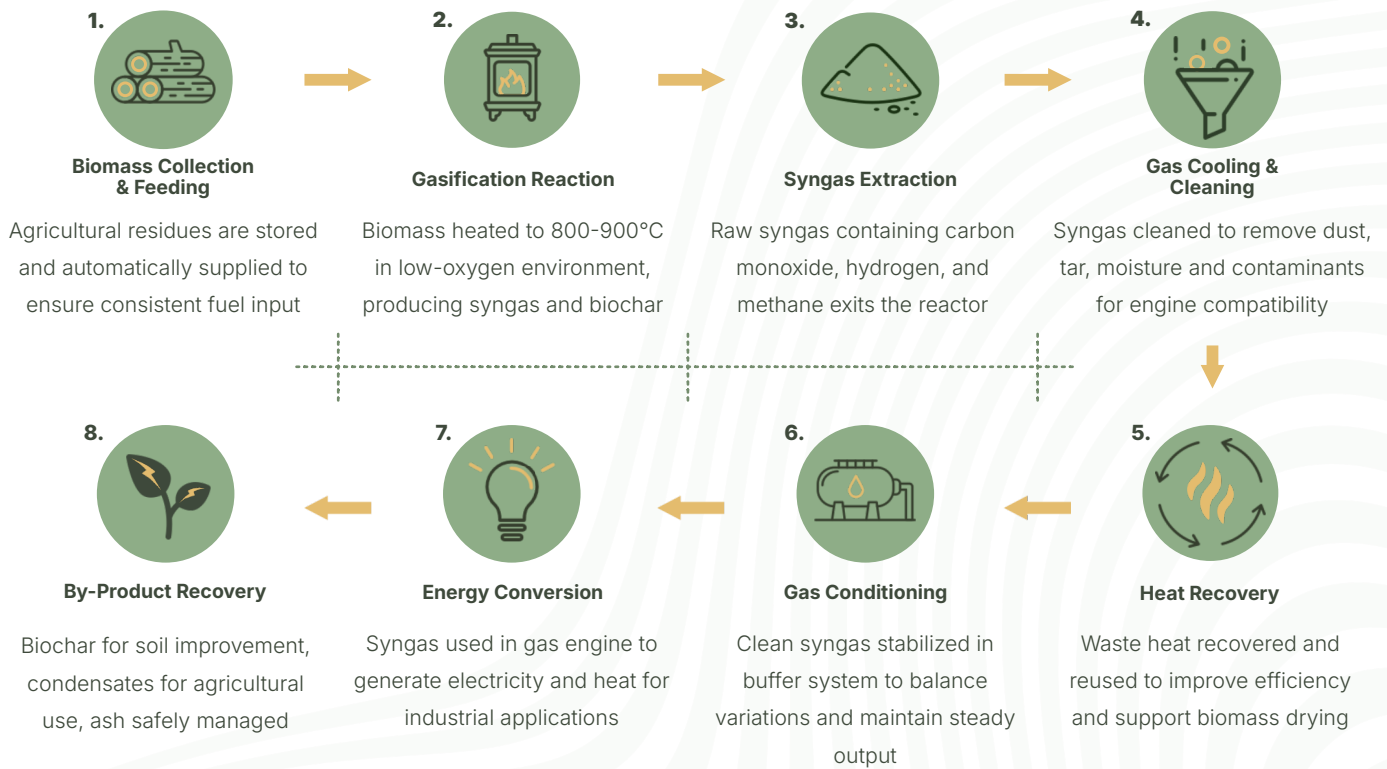 1.
Biomass Collection
& Feeding
Agricultural residues are stored
and automatically supplied to
ensure consistent fuel input
2.
Gasification Reaction
Biomass heated to 800-900°C
in low-oxygen environment,
producing syngas and biochar
3.
Syngas Extraction
Raw syngas containing carbon
monoxide, hydrogen, and
methane exits the reactor
4.
Gas Cooling &
Cleaning
Syngas cleaned to remove dust,
tar, moisture and contaminants
for engine compatibility
5.
Heat Recovery
Waste heat recovered and
reused to improve efficiency
and support biomass drying
6.
Gas Conditioning
Clean syngas stabilized in
buffer system to balance
variations and maintain steady
output
7.
Energy Conversion
Syngas used in gas engine to
generate electricity and heat for
industrial applications
8.
By-Product Recovery
Biochar for soil improvement,
condensates for agricultural
use, ash safely managed